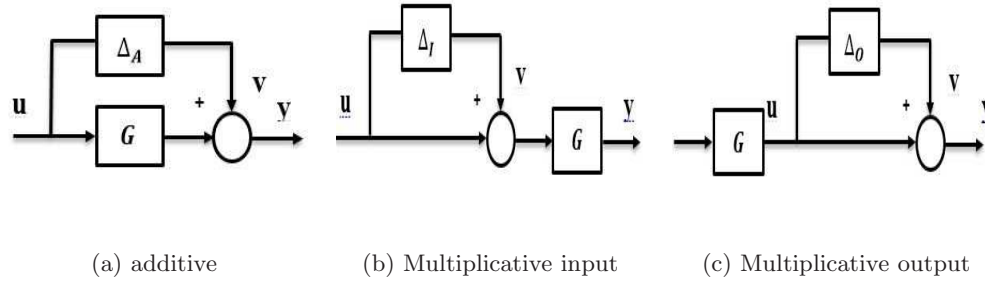 Δ_A
u
G
+
v
y
(a) additive
Δ_I
u
+
v
G
y
(b) Multiplicative input
Δ_O
u
G
+
v
y
(c) Multiplicative output